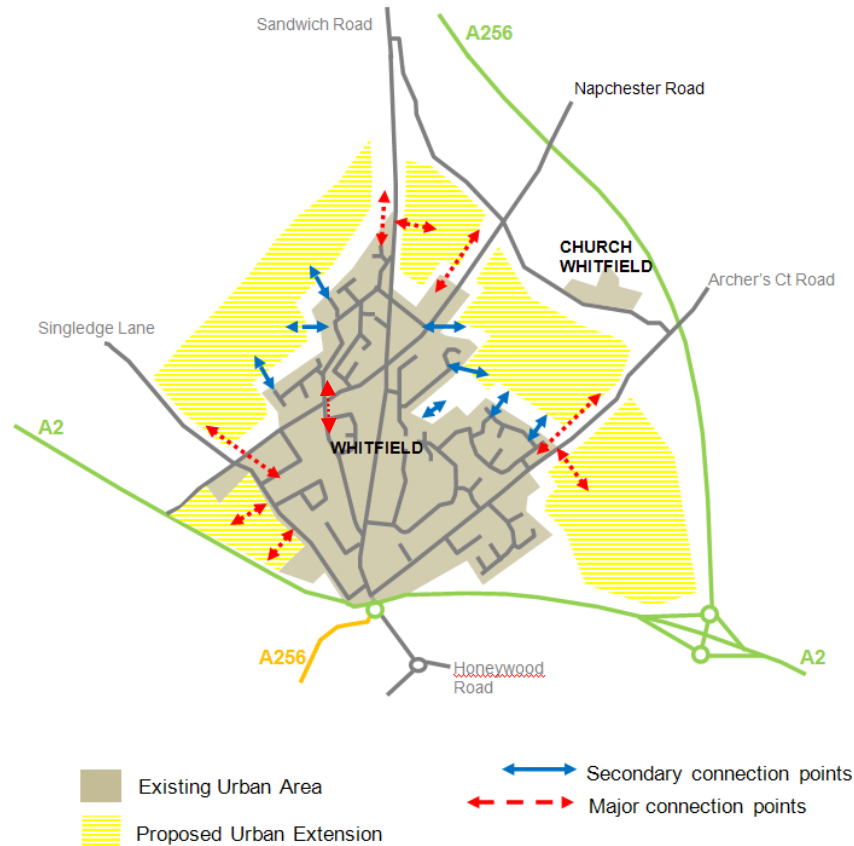 Sandwich Road
A256
Napchester Road
CHURCH
WHITFIELD
Archer's Ct Road
Singledge Lane
A2
WHITFIELD
A256
Honeywood
Road
A2
Existing Urban Area
Proposed Urban Extension
Secondary connection points
Major connection points